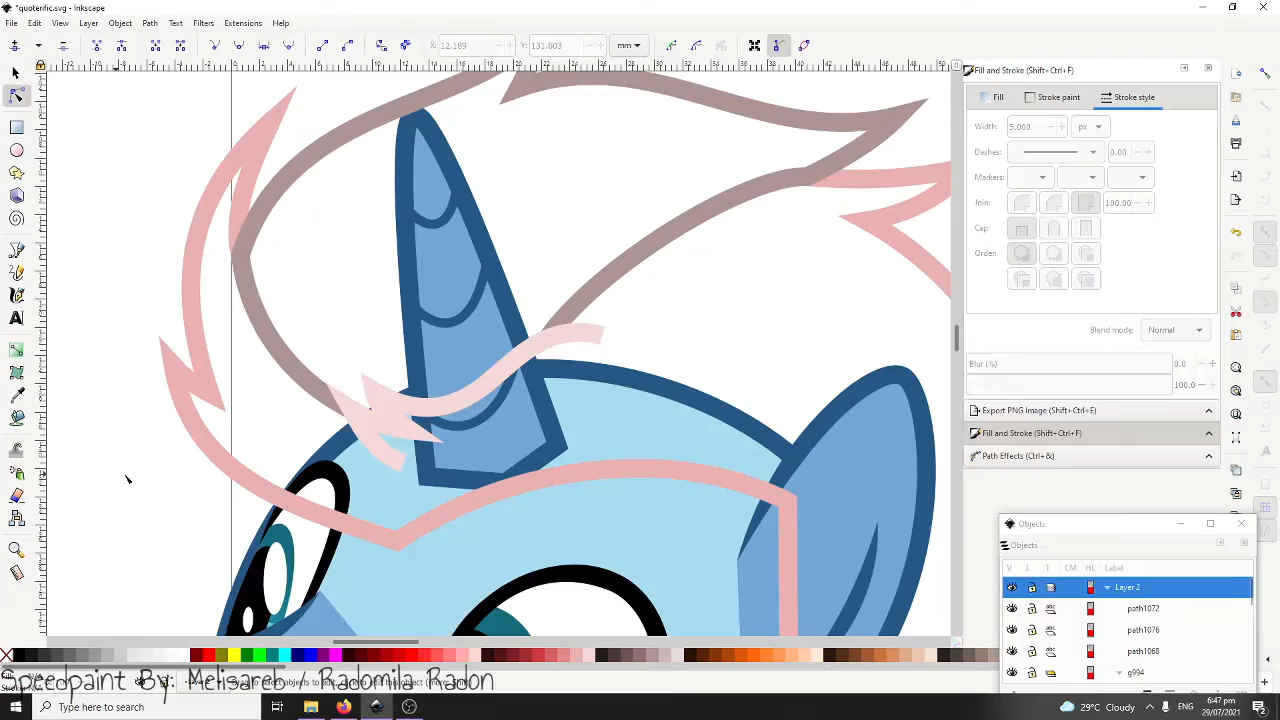 *quoterific.svg - Inkscape
File Edit View Layer Object Path Text Filters Extensions Help
X: 12.189 Y: 131.603 mm
Fill and Stroke (Shift+Ctrl+F)
Fill Stroke paint Stroke style
Width: 5.000 px
Dashes: 0.00
Markers:
Join: 100.00
Cap:
Order:
Blend mode: Normal
Blur (%) 0.0
100.0
Export PNG Image (Shift+Ctrl+E)
Fill and Stroke (Shift+Ctrl+F)
Path Effects (Ctrl+&)
Objects
Objects
V L T CM HL Label
Layer 2
path1072
path1076
path1068
g994
Speedpaint By: Melisareb / Radomila Radon
Type here to search
29°C Cloudy
ENG
6:47 pm
29/07/2021